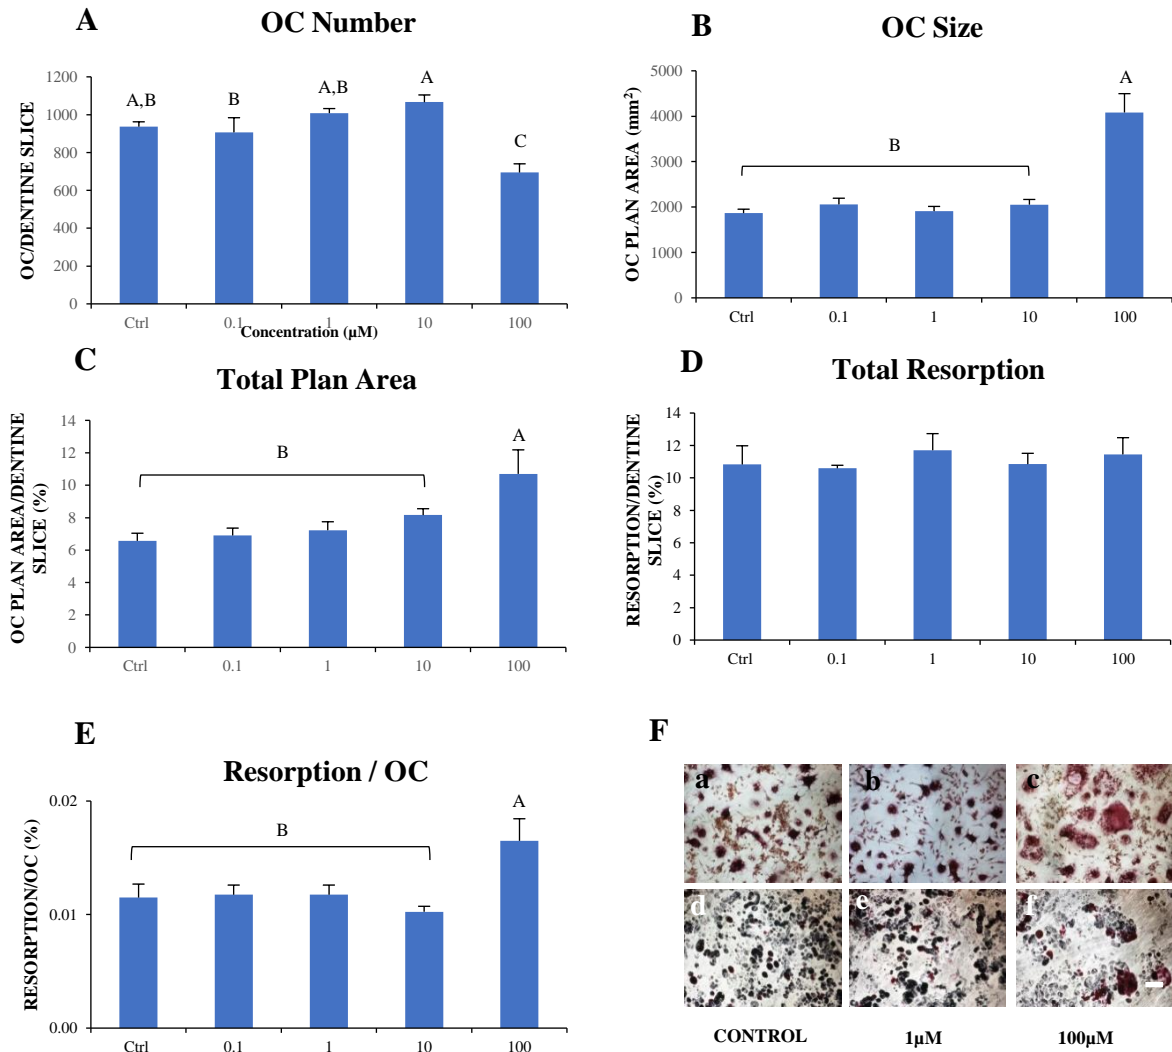 A
OC Number
OC/DENTINE SLICE
1200
1000
800
600
400
200
0
A,B
B
A,B
A
C
Ctrl
0.1
1
10
100
Concentration (µM)
B
OC Size
OC PLAN AREA (mm²)
5000
4000
3000
2000
1000
0
B
A
Ctrl
0.1
1
10
100
C
Total Plan Area
OC PLAN AREA/DENTINE
SLICE (%)
14
12
10
8
6
4
2
0
B
A
Ctrl
0.1
1
10
100
D
Total Resorption
RESORPTION/DENTINE
SLICE (%)
14
12
10
8
6
4
2
0
Ctrl
0.1
1
10
100
E
Resorption / OC
RESORPTION/OC (%)
0.02
0.01
0.00
B
A
Ctrl
0.1
1
10
100
F
a
b
c
d
e
f
CONTROL
1µM
100µM